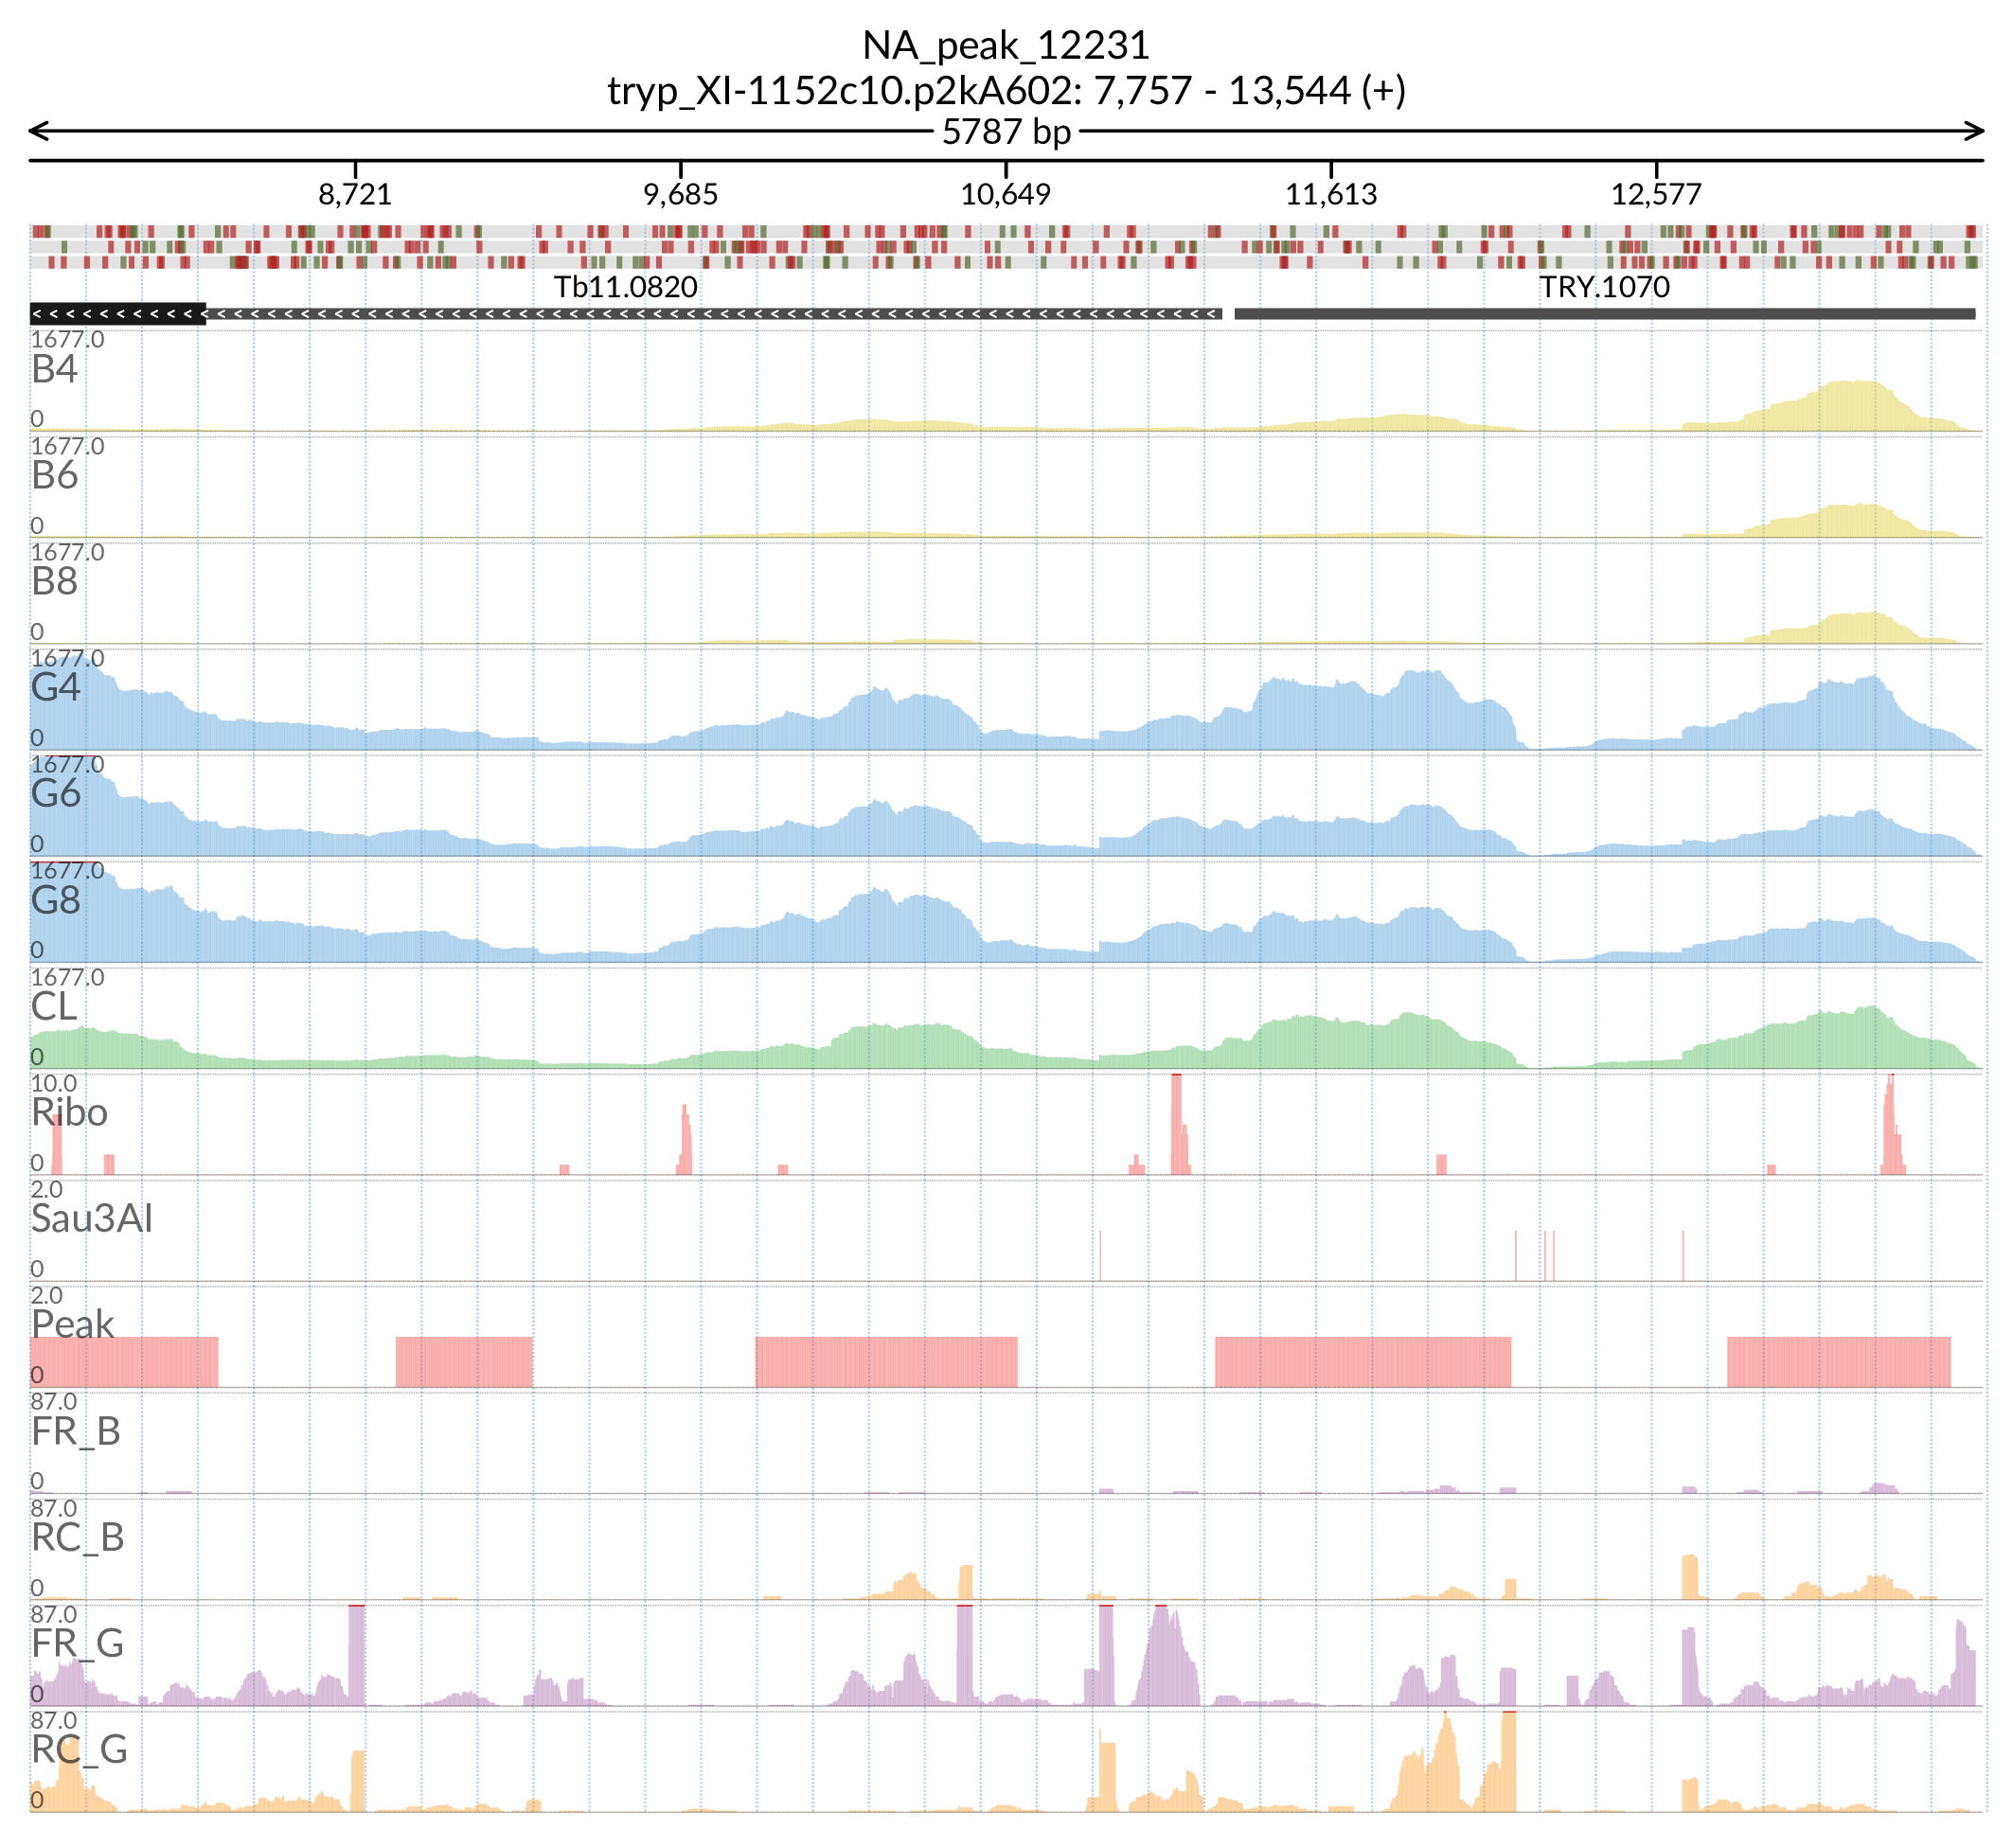 NA_peak_12231
tryp_XI-1152c10.p2kA602: 7,757 - 13,544 (+)
5787 bp
8,721 9,685 10,649 11,613 12,577
Tb11.0820 TRY.1070
1677.0
B4
0
1677.0
B6
0
1677.0
B8
0
1677.0
G4
0
1677.0
G6
0
1677.0
G8
0
1677.0
CL
0
10.0
Ribo
0
2.0
Sau3AI
0
2.0
Peak
0
87.0
FR_B
0
87.0
RC_B
0
87.0
FR_G
0
87.0
RC_G
0